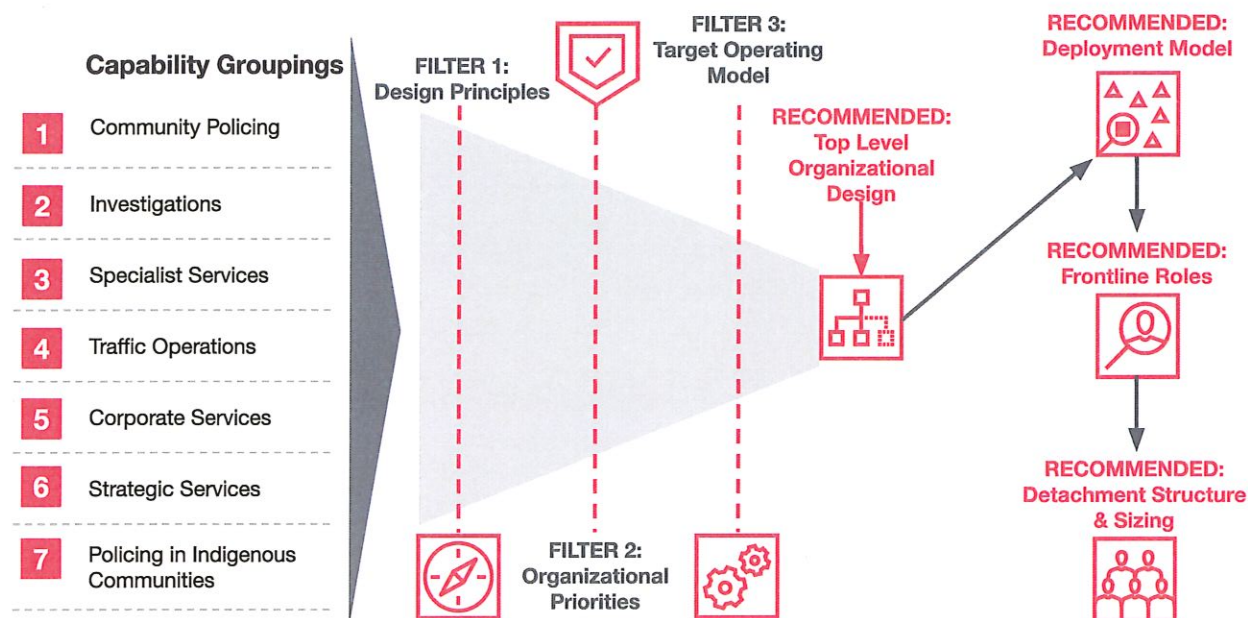 Capability Groupings
1
Community Policing
2
Investigations
3
Specialist Services
4
Traffic Operations
5
Corporate Services
6
Strategic Services
7
Policing in Indigenous
Communities
FILTER 1:
Design Principles
FILTER 2:
Organizational
Priorities
FILTER 3:
Target Operating
Model
RECOMMENDED:
Top Level
Organizational
Design
RECOMMENDED:
Deployment Model
RECOMMENDED:
Frontline Roles
RECOMMENDED:
Detachment Structure
& Sizing